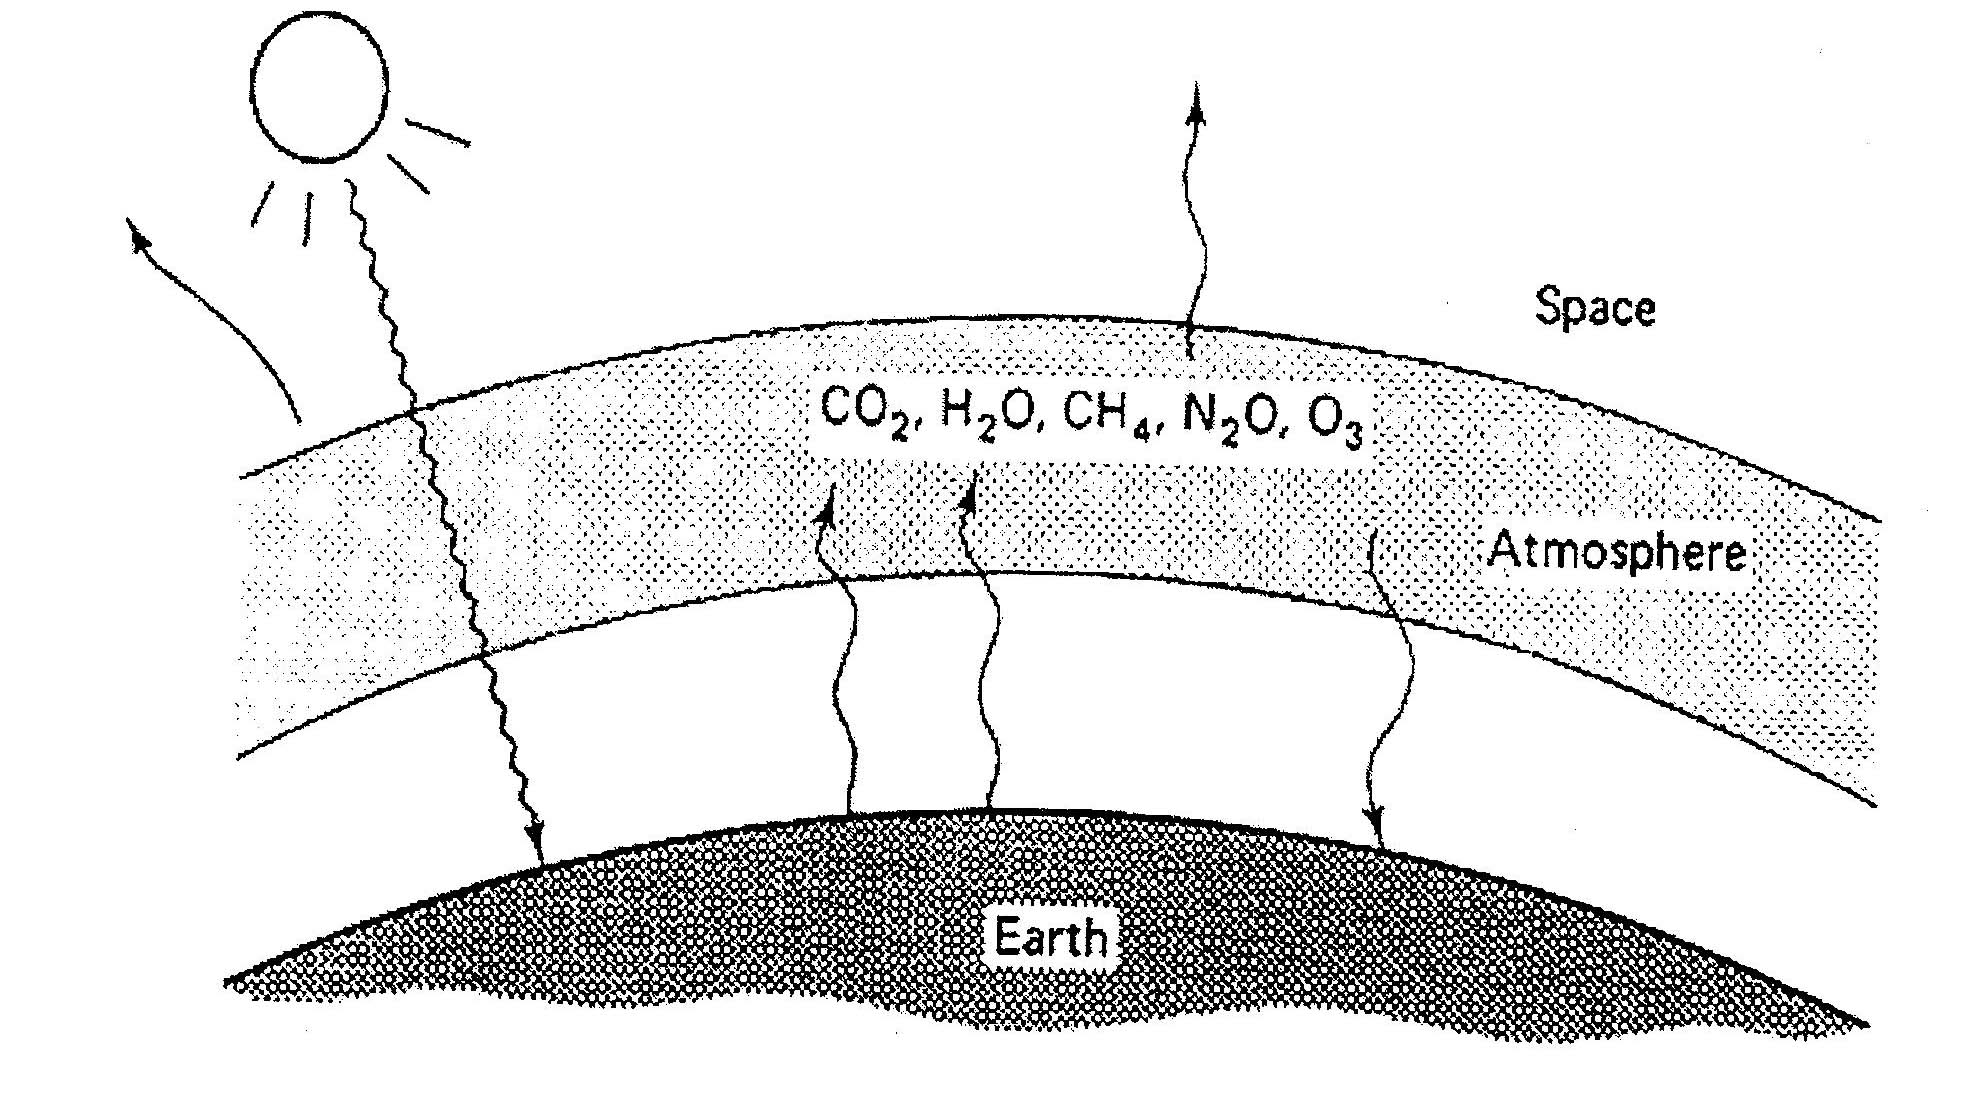 Space
CO₂, H₂O, CH₄, N₂O, O₃
Atmosphere
Earth